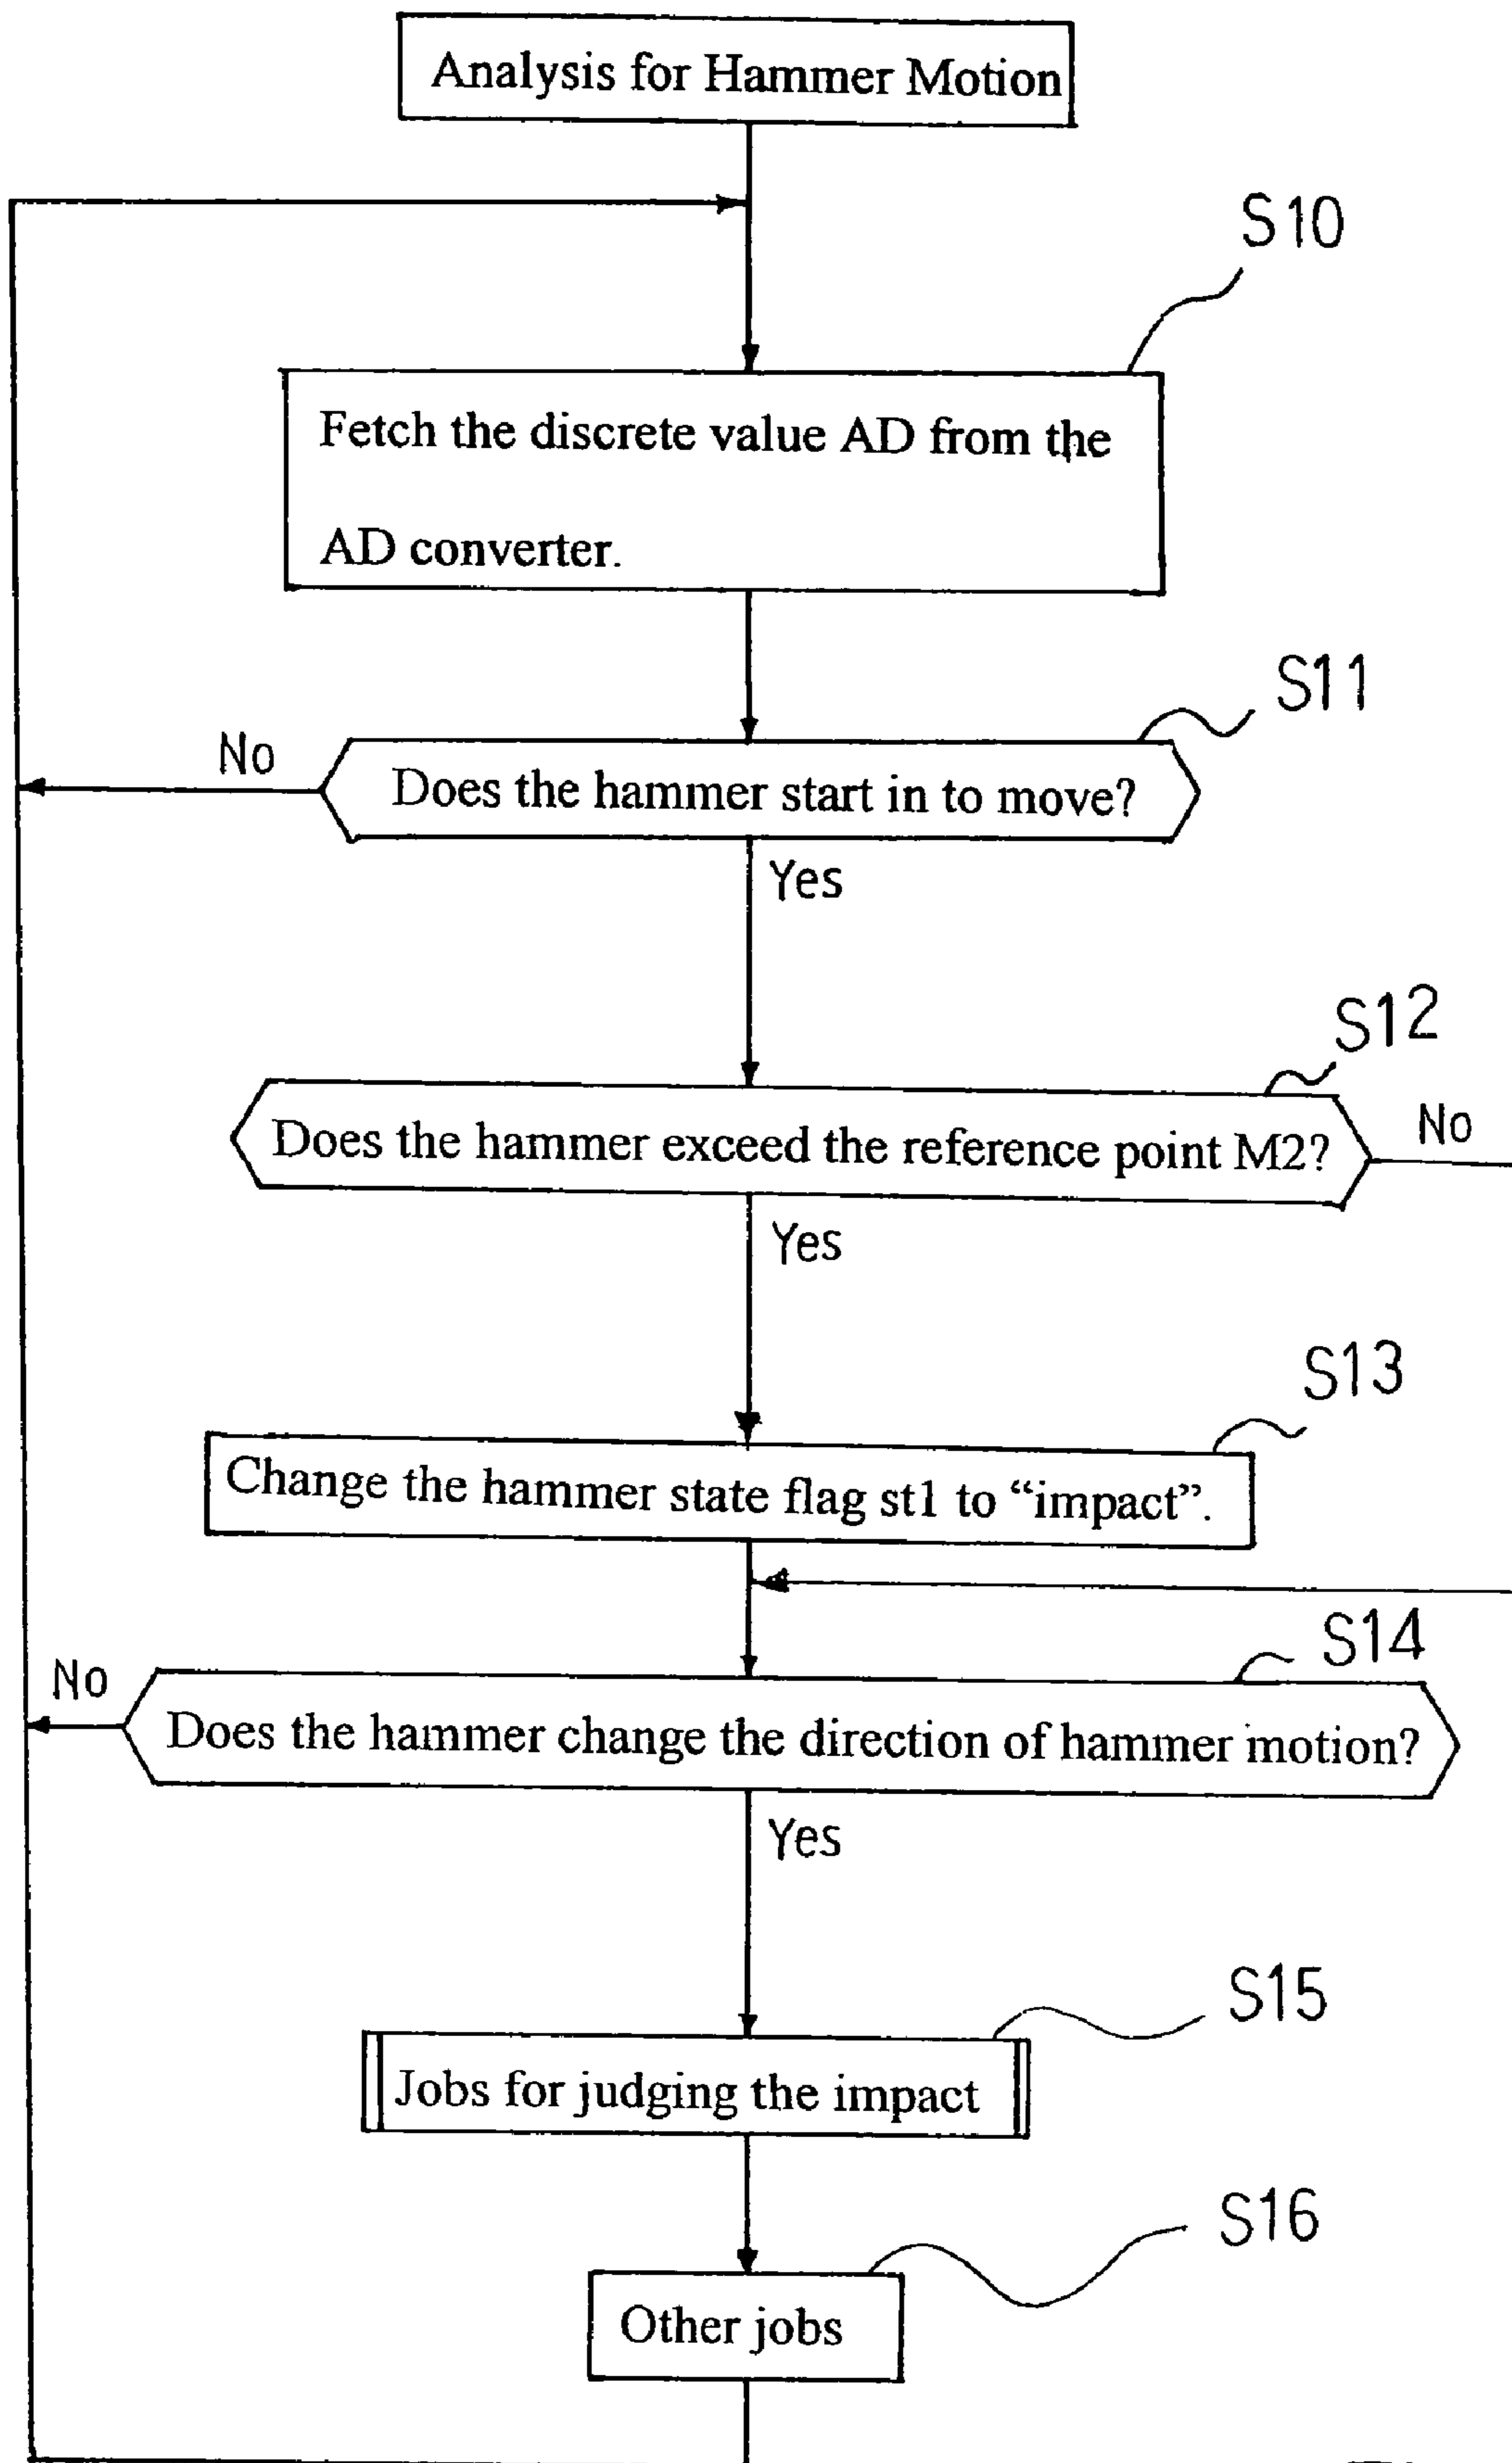 Analysis for Hammer Motion
S10
Fetch the discrete value AD from the
AD converter.
S11
No
Does the hammer start in to move?
Yes
S12
Does the hammer exceed the reference point M2?
No
Yes
S13
Change the hammer state flag st1 to “impact”.
S14
No
Does the hammer change the direction of hammer motion?
Yes
S15
Jobs for judging the impact
S16
Other jobs